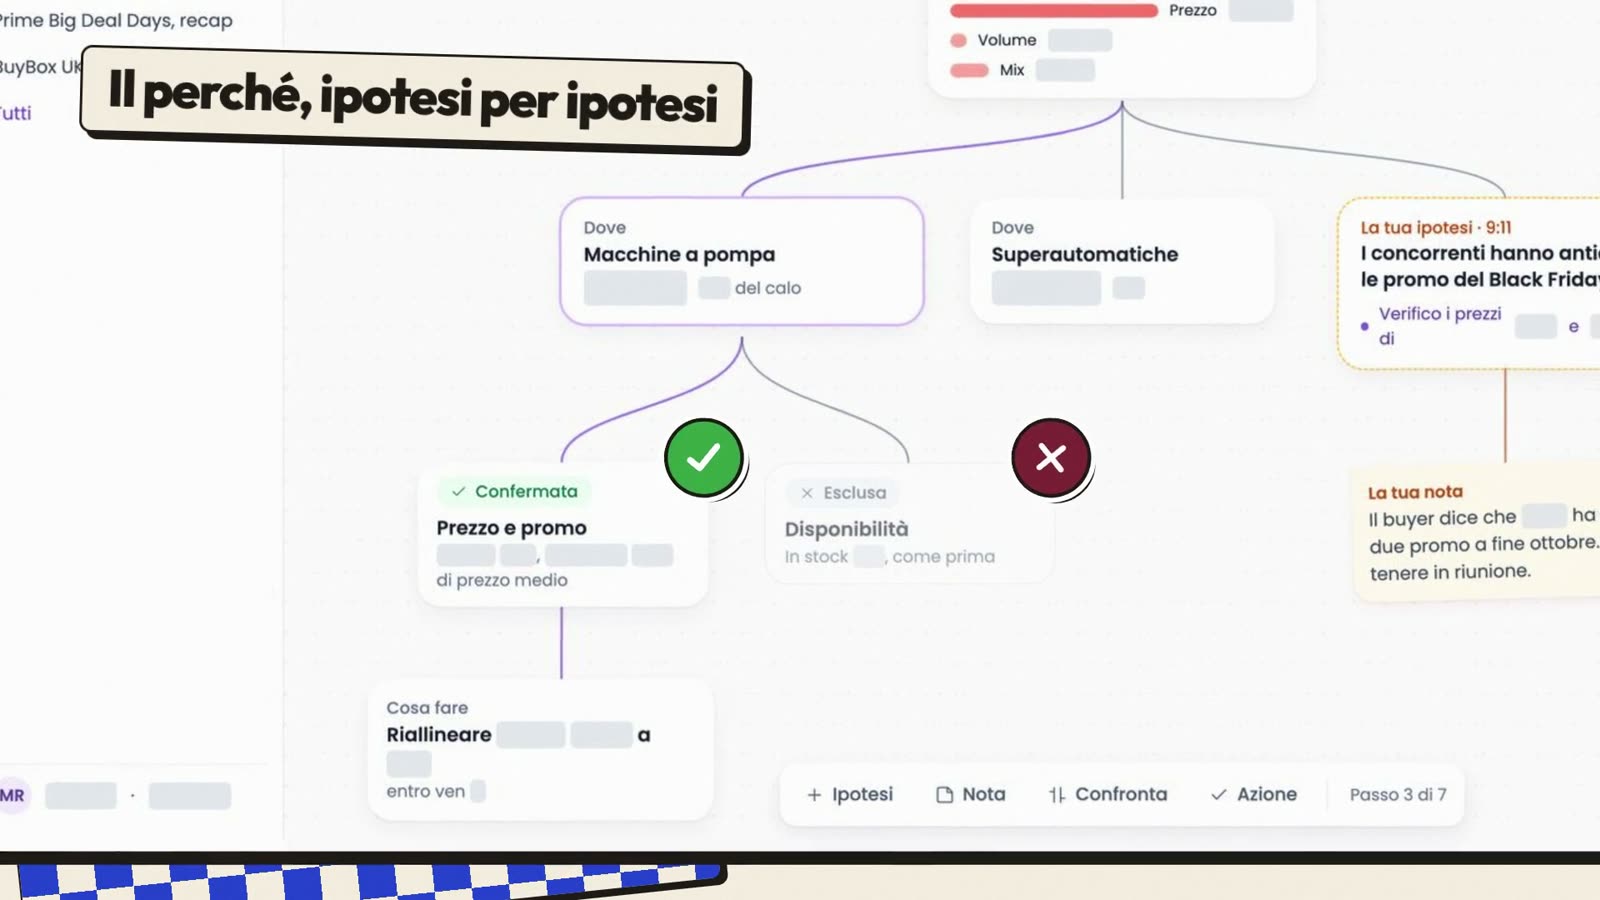 Prime Big Deal Days, recap
BuyBox UK
Tutti
Il perché, ipotesi per ipotesi
Prezzo
Volume
Mix
Dove
Macchine a pompa
del calo
Dove
Superautomatiche
La tua ipotesi · 9:11
I concorrenti hanno
le promo del Black Friday
Verifico i prezzi
di
e
Confermata
Prezzo e promo
,
di prezzo medio
Esclusa
Disponibilità
In stock , come prima
La tua nota
Il buyer dice che ha
due promo a fine ottobre.
tenere in riunione.
Cosa fare
Riallineare a
entro ven
MR ·
+ Ipotesi
Nota
Confronta
Azione
Passo 3 di 7